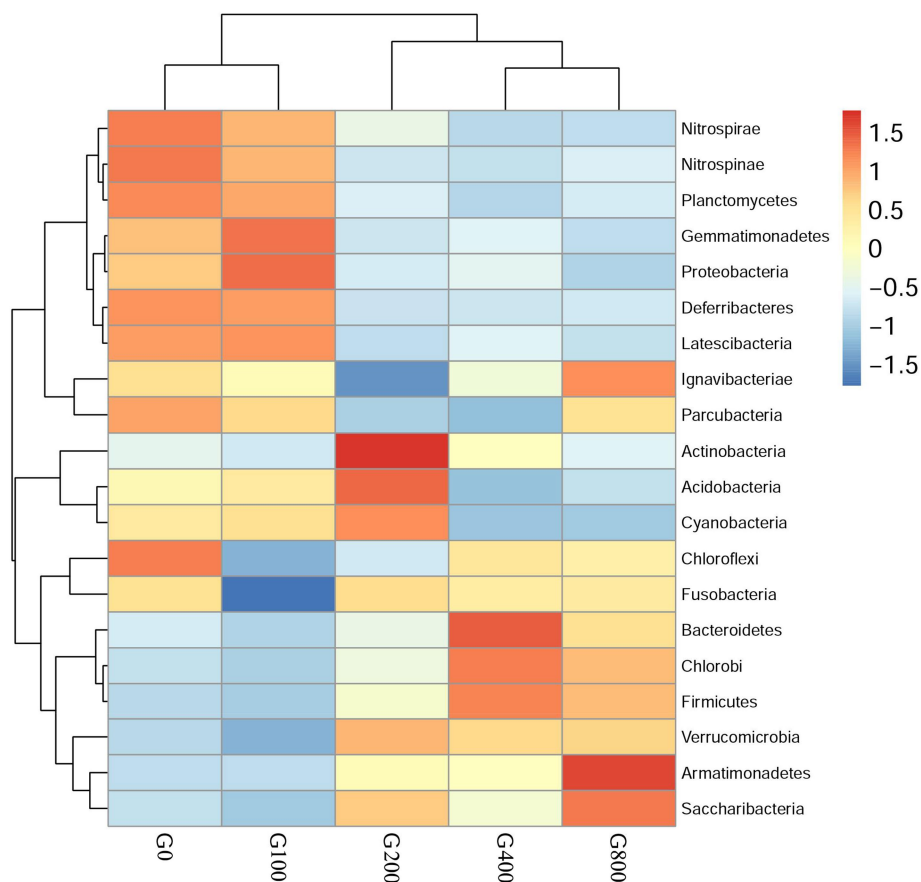 Nitrospirae
Nitrospinae
Planctomycetes
Gemmatimonadetes
Proteobacteria
Deferribacteres
Latescibacteria
Ignavibacteriae
Parcubacteria
Actinobacteria
Acidobacteria
Cyanobacteria
Chloroflexi
Fusobacteria
Bacteroidetes
Chlorobi
Firmicutes
Verrucomicrobia
Armatimonadetes
Saccharibacteria
1.5
1
0.5
0
−0.5
−1
−1.5
G0
G100
G200
G400
G800